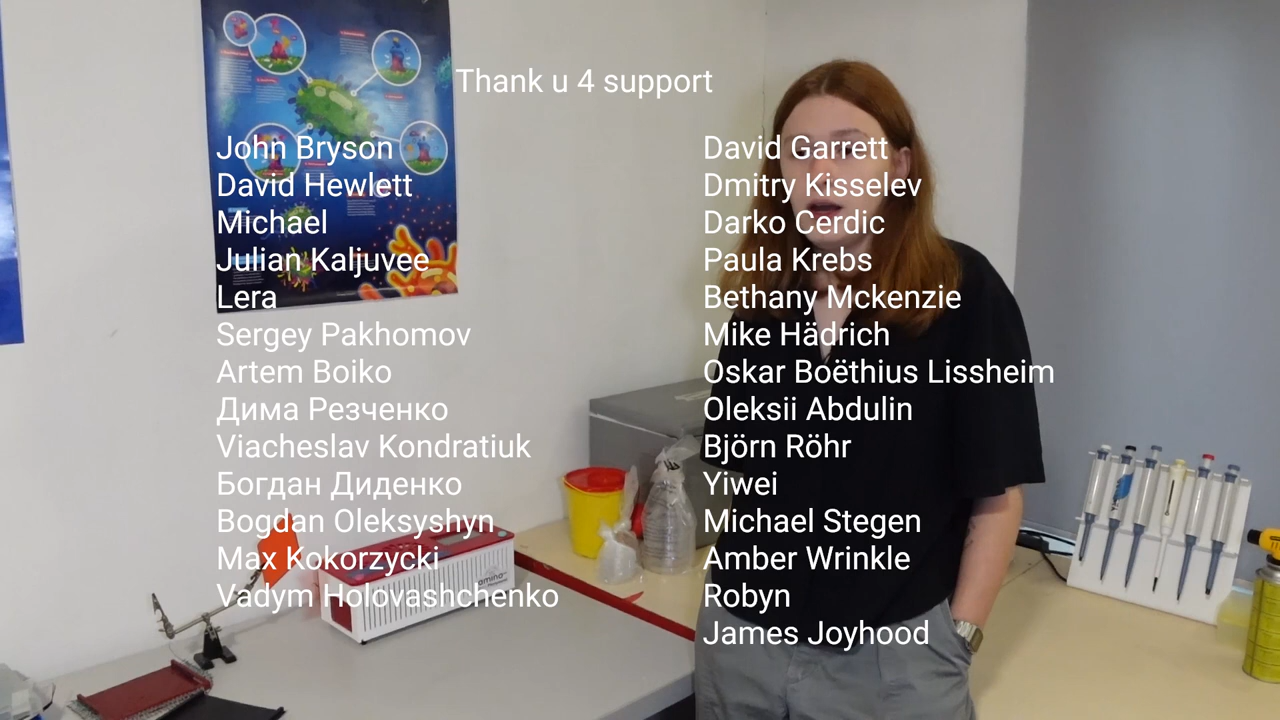 Thank u 4 support
John Bryson
David Hewlett
Michael
Julian Kaljuvee
Lera
Sergey Pakhomov
Artem Boiko
Дима Резченко
Viacheslav Kondratiuk
Богдан Диденко
Bogdan Oleksyshyn
Max Kokorzycki
Vadym Holovashchenko
David Garrett
Dmitry Kisselev
Darko Cerdic
Paula Krebs
Bethany Mckenzie
Mike Hädrich
Oskar Boëthius Lissheim
Oleksii Abdulin
Björn Röhr
Yiwei
Michael Stegen
Amber Wrinkle
Robyn
James Joyhood
amino